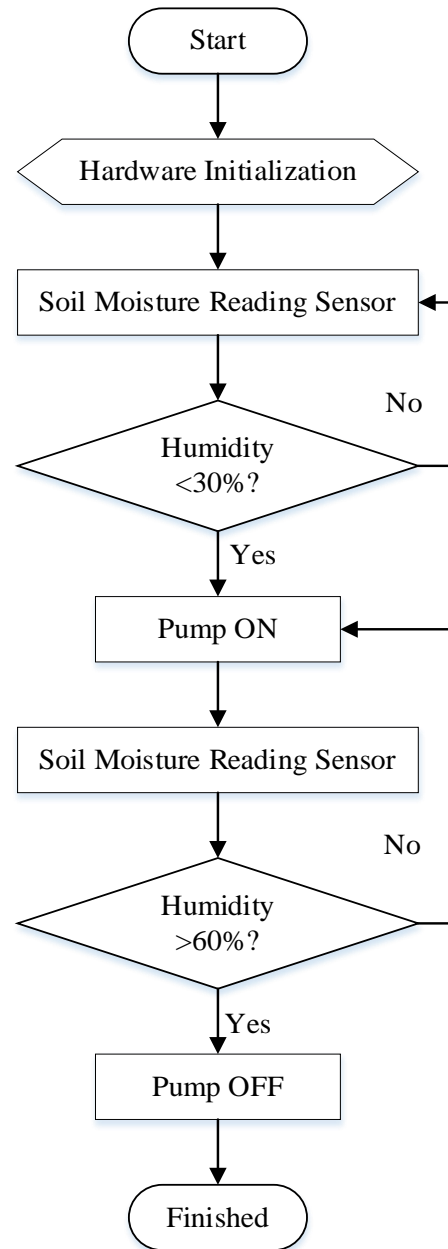 Start
Hardware Initialization
Soil Moisture Reading Sensor
No
Humidity
<30%?
Yes
Pump ON
Soil Moisture Reading Sensor
No
Humidity
>60%?
Yes
Pump OFF
Finished